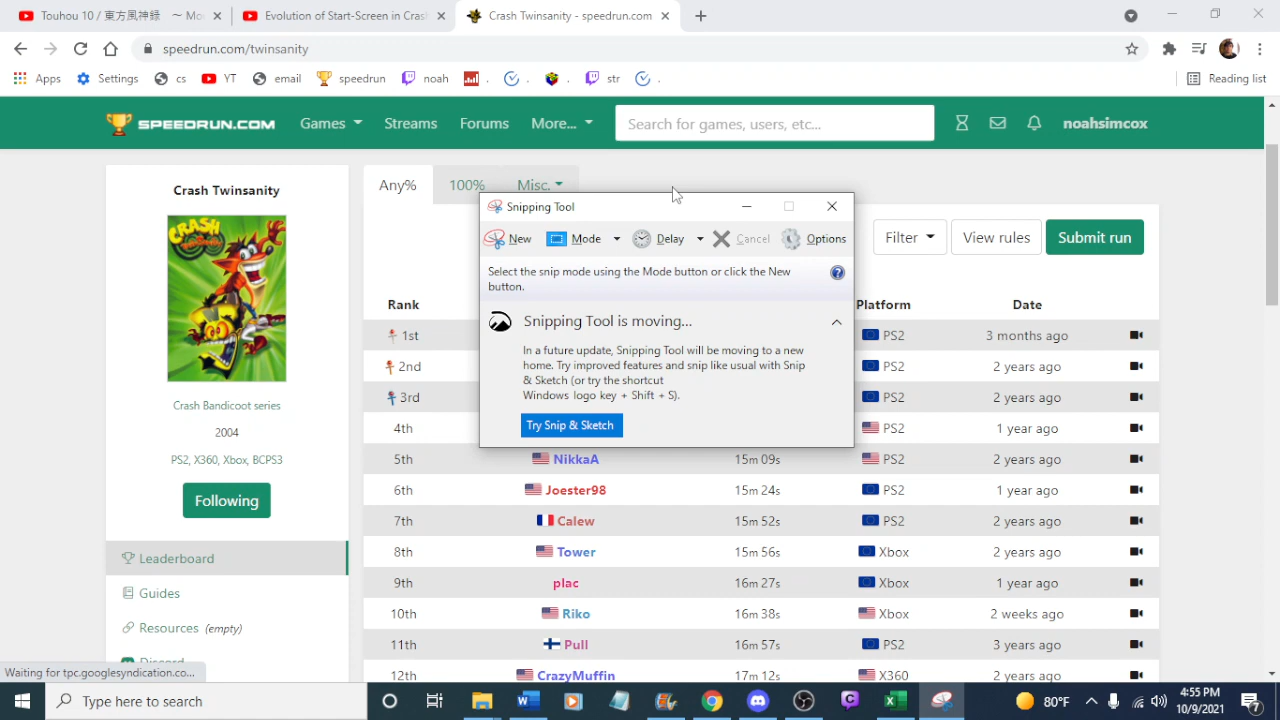 Touhou 10 / 東方風神録 ～ Mo
Evolution of Start-Screen in Crash
Crash Twinsanity - speedrun.com
speedrun.com/twinsanity
Apps
Settings
cs
YT
email
speedrun
noah
.
.
.
str
.
Reading list
SPEEDRUN.COM
Games
Streams
Forums
More...
Search for games, users, etc...
noahsimcox
Crash Twinsanity
CRASH
Crash Bandicoot series
2004
PS2, X360, Xbox, BCPS3
Following
Leaderboard
Guides
Resources (empty)
Discord
Any%
100%
Misc.
Filter
View rules
Submit run
Snipping Tool
New
Mode
Delay
Cancel
Options
Select the snip mode using the Mode button or click the New
button.
Snipping Tool is moving...
In a future update, Snipping Tool will be moving to a new
home. Try improved features and snip like usual with Snip
& Sketch (or try the shortcut
Windows logo key + Shift + S).
Try Snip & Sketch
Rank Platform Date
1st PS2 3 months ago
2nd PS2 2 years ago
3rd PS2 2 years ago
4th PS2 1 year ago
5th NikkaA 15m 09s PS2 2 years ago
6th Joester98 15m 24s PS2 1 year ago
7th Calew 15m 52s PS2 2 years ago
8th Tower 15m 56s Xbox 2 years ago
9th plac 16m 27s Xbox 1 year ago
10th Riko 16m 38s Xbox 2 weeks ago
11th Pull 16m 57s PS2 3 years ago
12th CrazyMuffin 17m 12s X360 2 years ago
Waiting for tpc.googlesyndication.co...
Type here to search
80°F
4:55 PM
10/9/2021
7